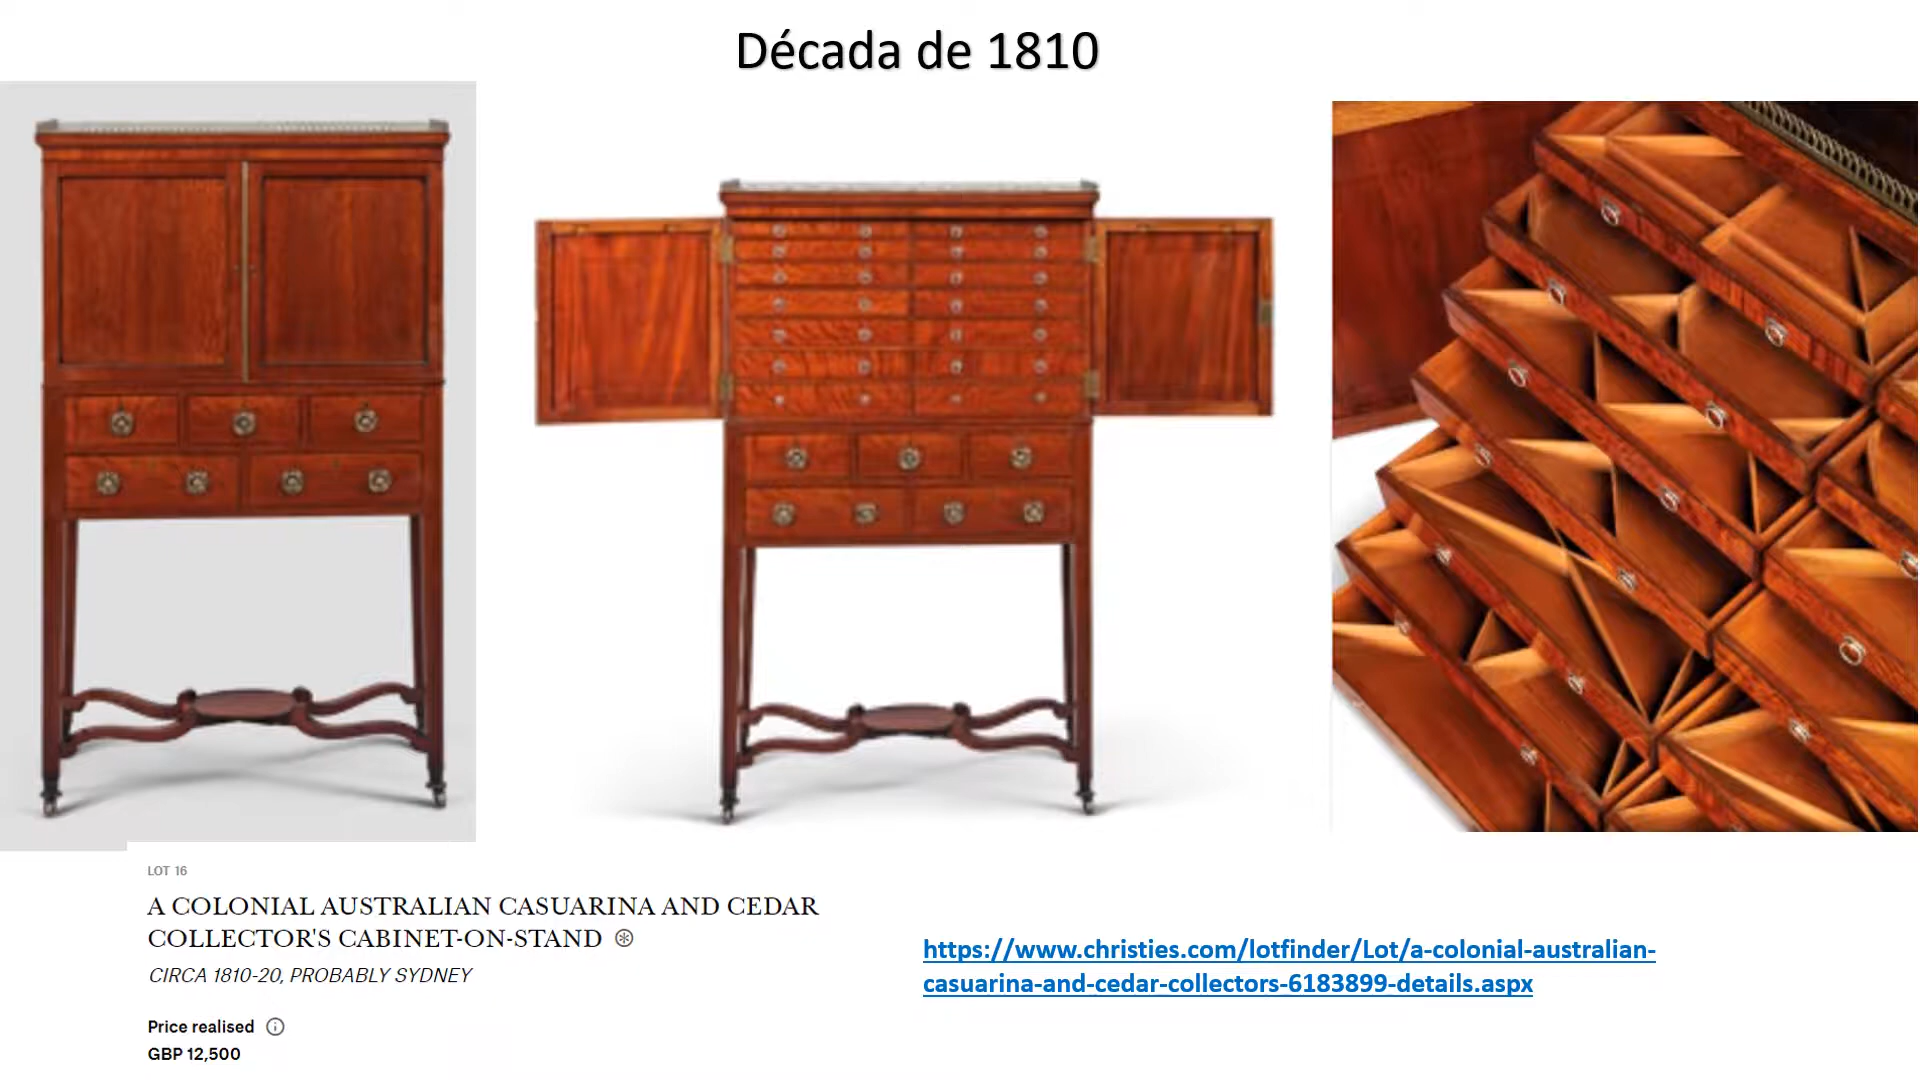 Década de 1810
LOT 16
A COLONIAL AUSTRALIAN CASUARINA AND CEDAR
COLLECTOR'S CABINET-ON-STAND
CIRCA 1810-20, PROBABLY SYDNEY
Price realised
GBP 12,500
https://www.christies.com/lotfinder/Lot/a-colonial-australian-
casuarina-and-cedar-collectors-6183899-details.aspx